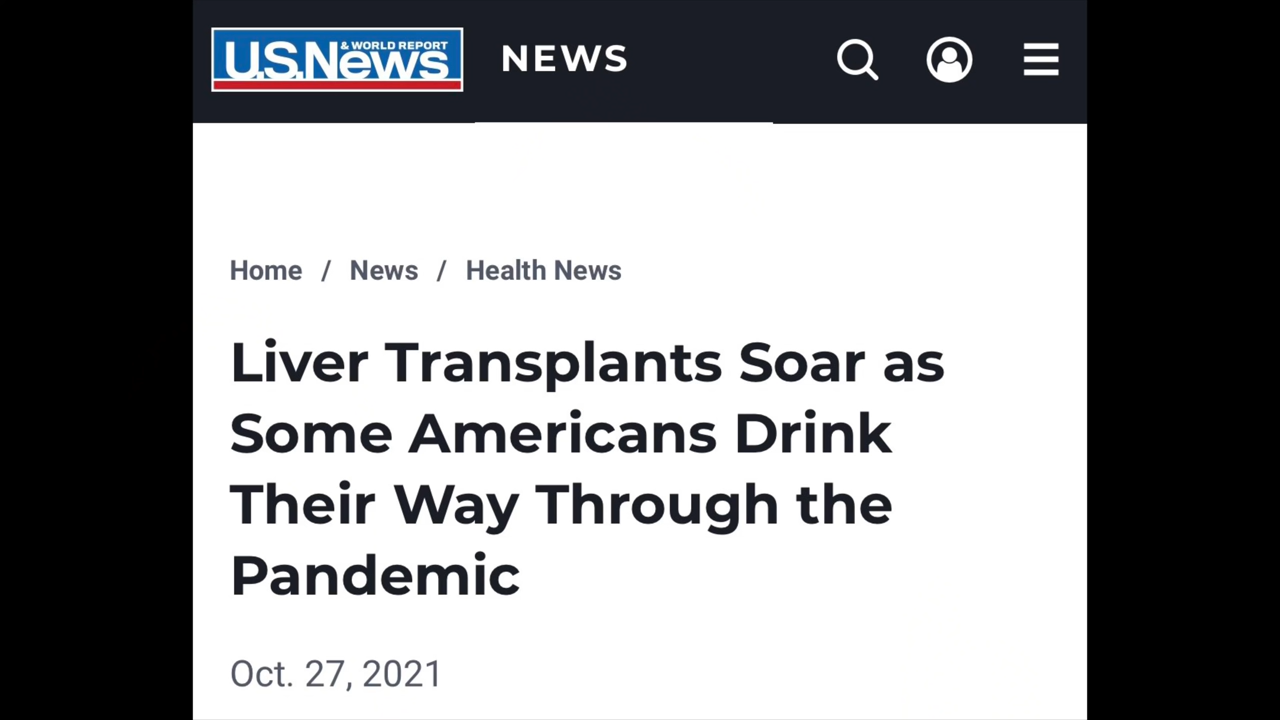 U.S.News & WORLD REPORT NEWS
Home / News / Health News
Liver Transplants Soar as
Some Americans Drink
Their Way Through the
Pandemic
Oct. 27, 2021